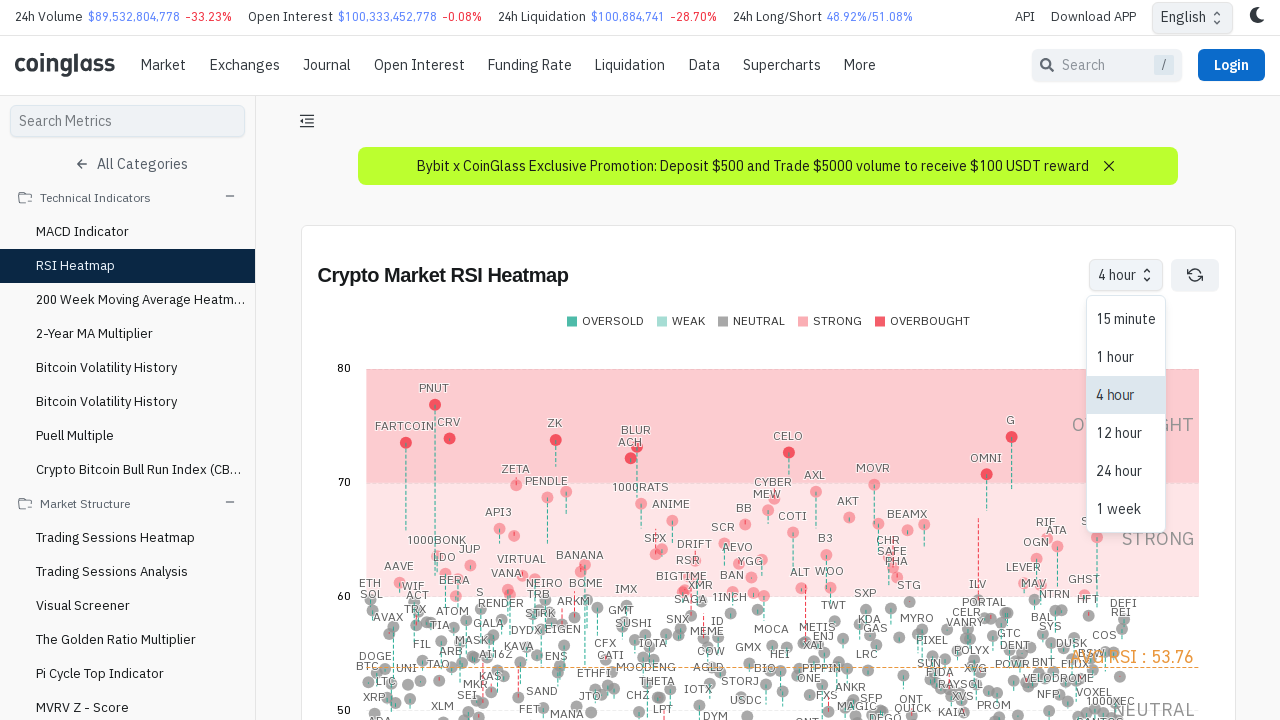 24h Volume $89,532,804,778 -33.23% Open Interest $100,333,452,778 -0.08% 24h Liquidation $100,884,741 -28.70% 24h Long/Short 48.92%/51.08% API Download APP English
coinglass Market Exchanges Journal Open Interest Funding Rate Liquidation Data Supercharts More Search / Login
Search Metrics
All Categories
Technical Indicators
MACD Indicator
RSI Heatmap
200 Week Moving Average Heatm...
2-Year MA Multiplier
Bitcoin Volatility History
Bitcoin Volatility History
Puell Multiple
Crypto Bitcoin Bull Run Index (CB...
Market Structure
Trading Sessions Heatmap
Trading Sessions Analysis
Visual Screener
The Golden Ratio Multiplier
Pi Cycle Top Indicator
MVRV Z - Score
Bybit x CoinGlass Exclusive Promotion: Deposit $500 and Trade $5000 volume to receive $100 USDT reward
Crypto Market RSI Heatmap
4 hour
15 minute
1 hour
4 hour
12 hour
24 hour
1 week
OVERSOLD WEAK NEUTRAL STRONG OVERBOUGHT
80
PNUT
FARTCOIN CRV ZK BLUR ACH CELO G
OMNI
ZETA PENDLE 1000RATS ANIME CYBER MEW AXL MOVR
70
API3 SPX SCR BB COTI AKT BEAMX RIF ATA
STRONG
1000BONK LDO JUP VIRTUAL BANANA DRIFT AEVO B3 CHR SAFE PHA OGN
AAVE BERA VANA NEIRO BOME RSR YGG BAN ALT WOO LEVER
ETH SOL WIF ACT S TRB IMX BIGTIME XMR 1INCH SXP STG ILV MAV GHST NTRN
60
TRX ATOM RENDER STRK ARKM GMT SAGA ID TWT PORTAL HFT DEFI
AVAX TIA GALA DYDX EIGEN SUSHI SNX MEME MOCA METIS ENJ KDA GAS MYRO CELR VANRY BAL SYS REI
FIL ARB MASK AI16Z KAVA ENS CFX IOTA COW GMX HEI XAI LRC PIXEL POLYX GTC DENT DUSK COS
DOGE BTC UNI TAO KAS CATI MOODENG AGLD BIO PIPPIN SUN XVG POWR BNT FLUX BSW
AVG RSI : 53.76
LTC MKR SEI SAND ETHFI THETA STORJ ONE ANKR FIDA RAYSOL VELODROME
XRP XLM FET MANA JTO CHZ IOTX USDC FXS SFP QNT QUICK XVS NFP VOXEL
LPT DYM MAGIC KAIA PROM 1000XEC
50
NEUTRAL